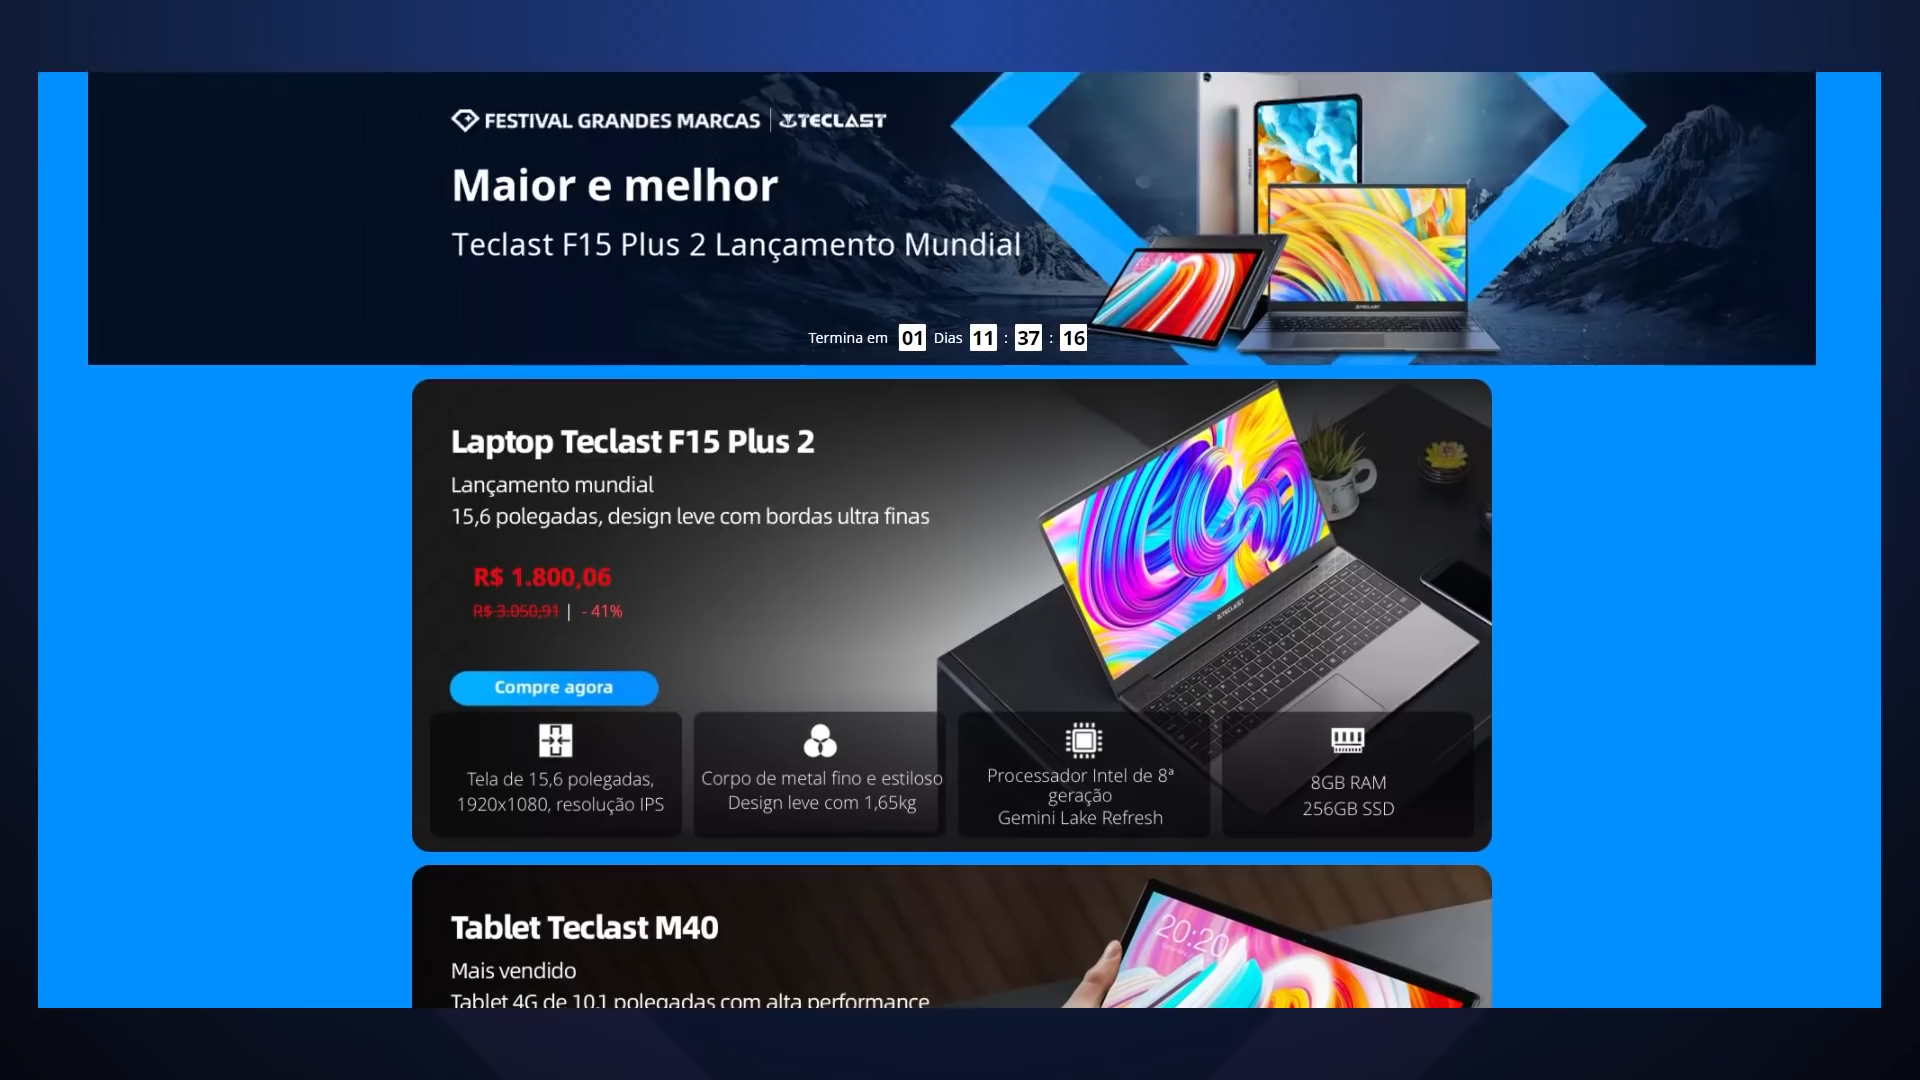 FESTIVAL GRANDES MARCAS | TECLAST
Maior e melhor
Teclast F15 Plus 2 Lançamento Mundial
Termina em 01 Dias 11 : 37 : 16
Laptop Teclast F15 Plus 2
Lançamento mundial
15,6 polegadas, design leve com bordas ultra finas
R$ 1.800,06
R$ 3.050,91 | - 41%
Compre agora
Tela de 15,6 polegadas,
1920x1080, resolução IPS
Corpo de metal fino e estiloso
Design leve com 1,65kg
Processador Intel de 8ª
geração
Gemini Lake Refresh
8GB RAM
256GB SSD
TECLAST
Tablet Teclast M40
Mais vendido
Tablet 4G de 10,1 polegadas com alta performance
20:20